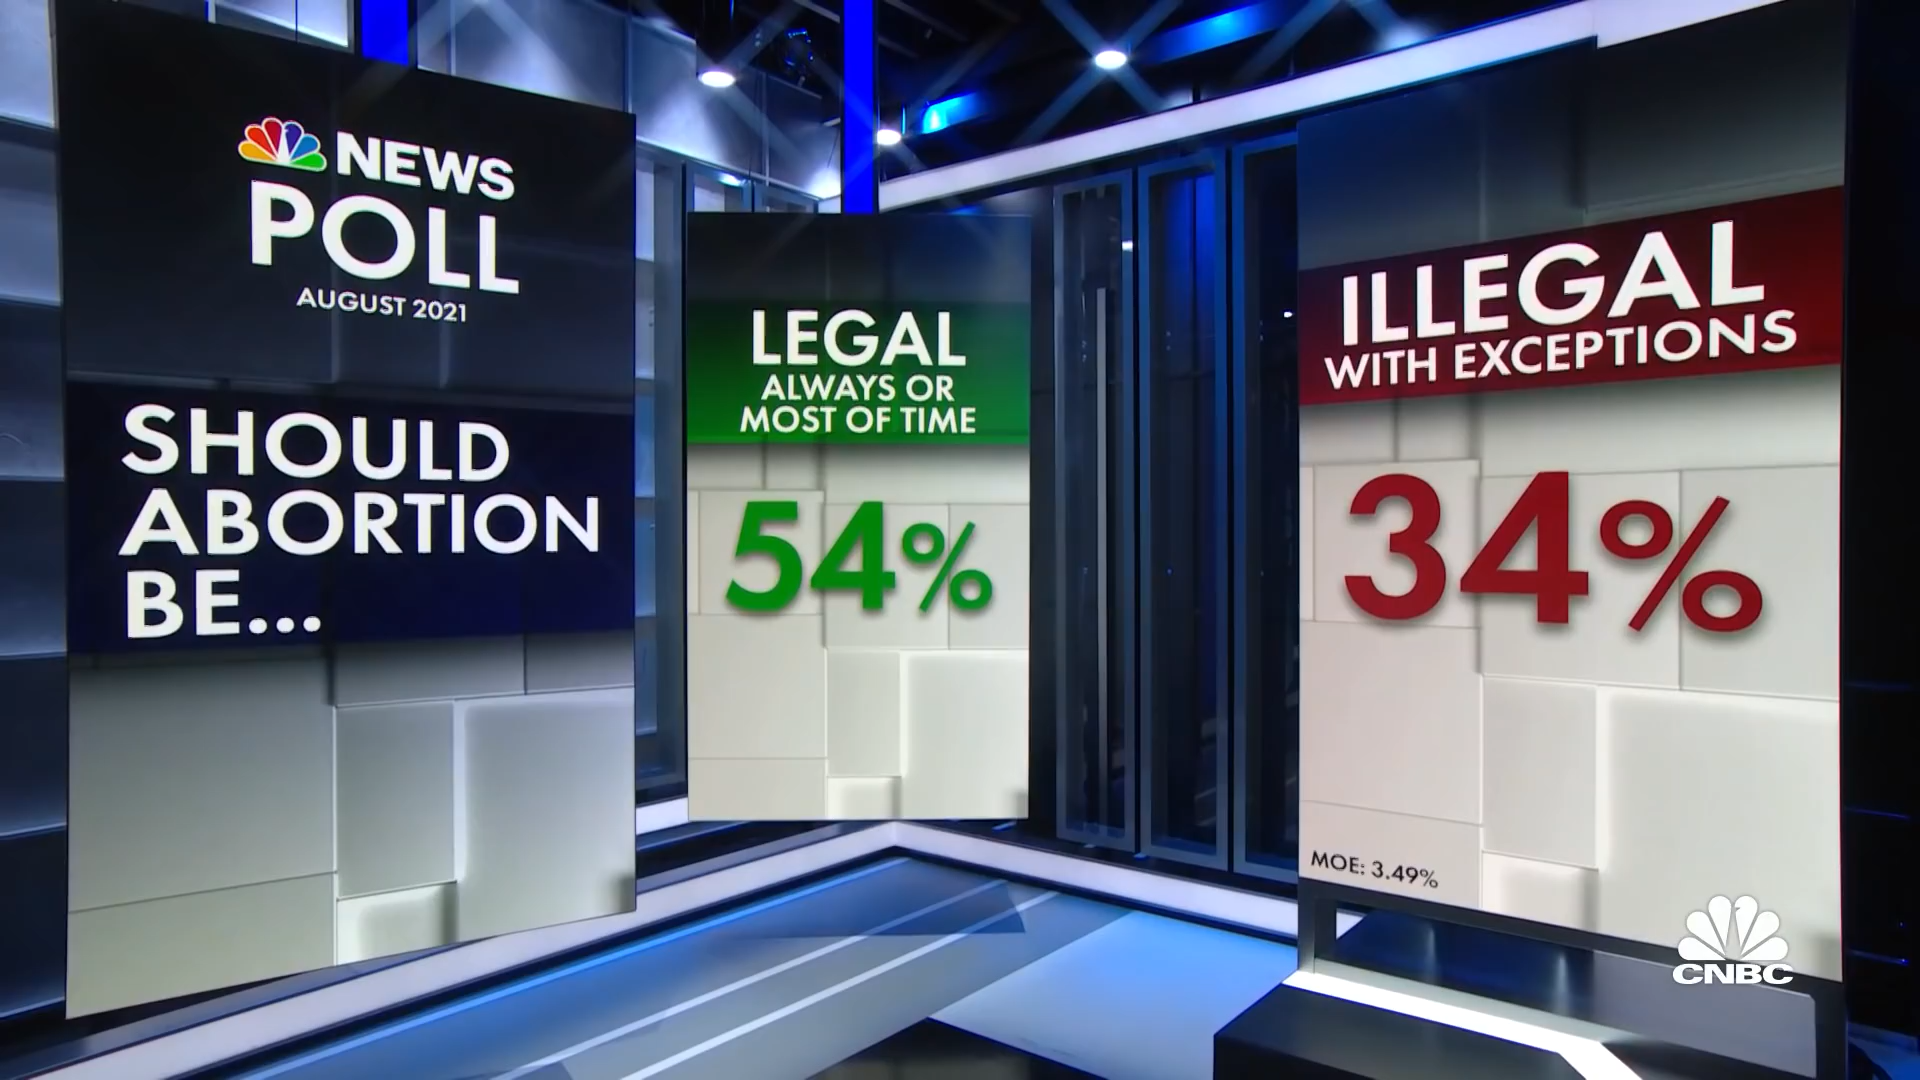 NEWS
POLL
AUGUST 2021
SHOULD
ABORTION
BE...
LEGAL
ALWAYS OR
MOST OF TIME
54%
ILLEGAL
WITH EXCEPTIONS
34%
MOE: 3.49%
CNBC